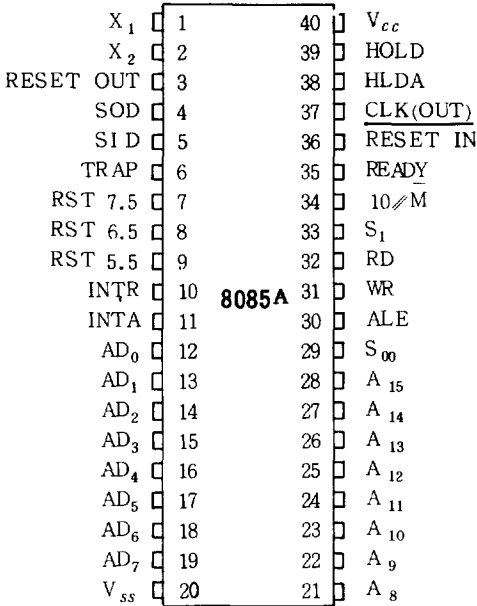 X₁ 1 40 Vcc
X₂ 2 39 HOLD
RESET OUT 3 38 HLDA
SOD 4 37 CLK(OUT)
SID 5 36 RESET IN
TRAP 6 35 READY
RST 7.5 7 34 10//M̅
RST 6.5 8 33 S₁
RST 5.5 9 32 RD
INTR 10 8085A 31 WR
INTA 11 30 ALE
AD₀ 12 29 S₀₀
AD₁ 13 28 A₁₅
AD₂ 14 27 A₁₄
AD₃ 15 26 A₁₃
AD₄ 16 25 A₁₂
AD₅ 17 24 A₁₁
AD₆ 18 23 A₁₀
AD₇ 19 22 A₉
Vss 20 21 A₈